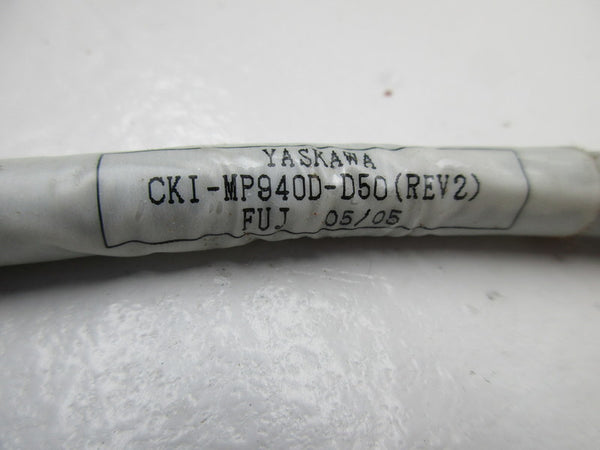 YASKAWA
CKI-MP940D-D50(REV2)
FUJ 05/05